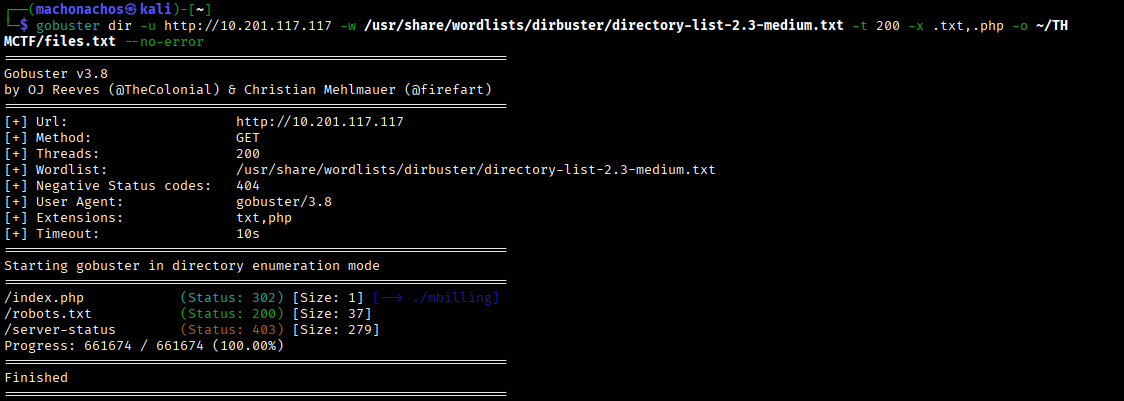 ┌──(machonachos㉿kali)-[~]
└─$ gobuster dir -u http://10.201.117.117 -w /usr/share/wordlists/dirbuster/directory-list-2.3-medium.txt -t 200 -x .txt,.php -o ~/TH
MCTF/files.txt --no-error
===============================================================
Gobuster v3.8
by OJ Reeves (@TheColonial) & Christian Mehlmauer (@firefart)
===============================================================
[+] Url:                     http://10.201.117.117
[+] Method:                  GET
[+] Threads:                 200
[+] Wordlist:                /usr/share/wordlists/dirbuster/directory-list-2.3-medium.txt
[+] Negative Status codes:   404
[+] User Agent:              gobuster/3.8
[+] Extensions:              txt,php
[+] Timeout:                 10s
===============================================================
Starting gobuster in directory enumeration mode
===============================================================
/index.php            (Status: 302) [Size: 1] [--> ./mbilling]
/robots.txt           (Status: 200) [Size: 37]
/server-status        (Status: 403) [Size: 279]
Progress: 661674 / 661674 (100.00%)
===============================================================
Finished
===============================================================